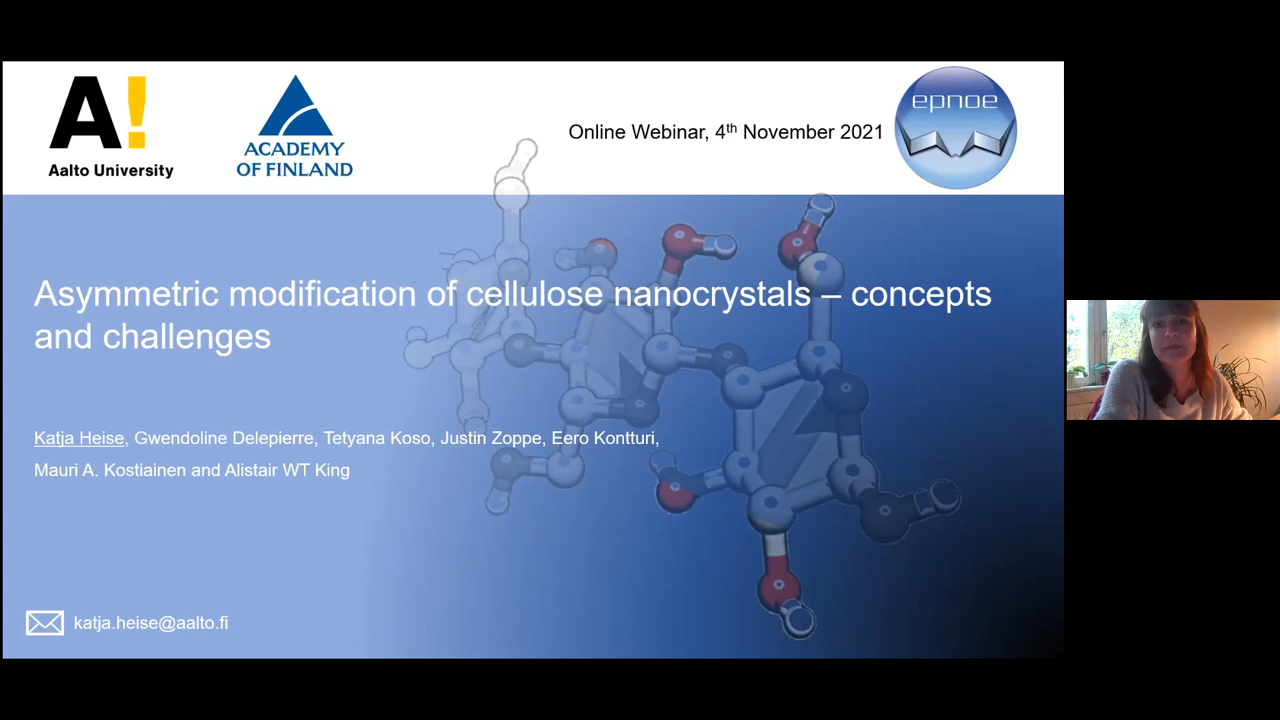 A!
Aalto University
ACADEMY
OF FINLAND
Online Webinar, 4th November 2021
epnoe
Asymmetric modification of cellulose nanocrystals – concepts
and challenges
Katja Heise, Gwendoline Delepierre, Tetyana Koso, Justin Zoppe, Eero Kontturi,
Mauri A. Kostiainen and Alistair WT King
katja.heise@aalto.fi